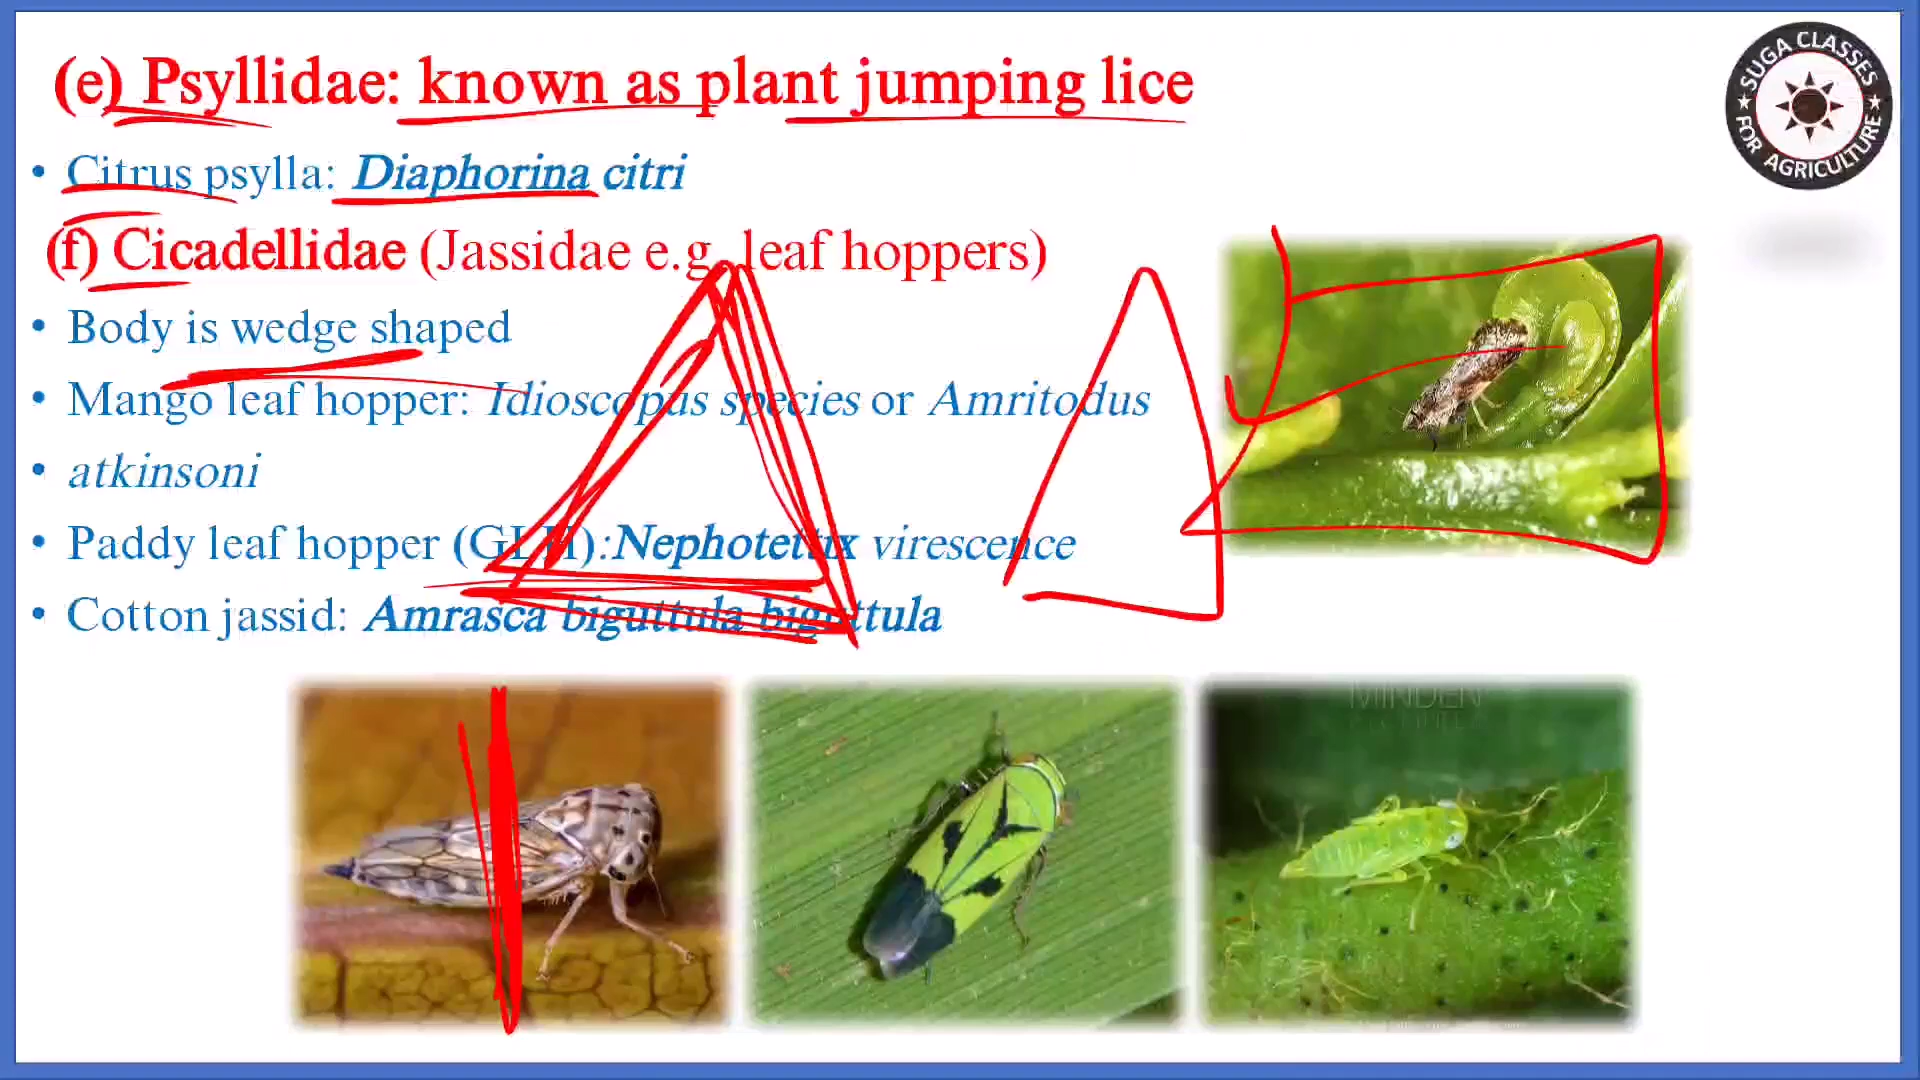 (e) Psyllidae: known as plant jumping lice
• Citrus psylla: Diaphorina citri
(f) Cicadellidae (Jassidae e.g. leaf hoppers)
• Body is wedge shaped
• Mango leaf hopper: Idioscopus species or Amritodus
• atkinsoni
• Paddy leaf hopper (GLH):Nephotettix virescence
• Cotton jassid: Amrasca biguttula biguttula
SUGA CLASSES
FOR AGRICULTURE
MINDEN